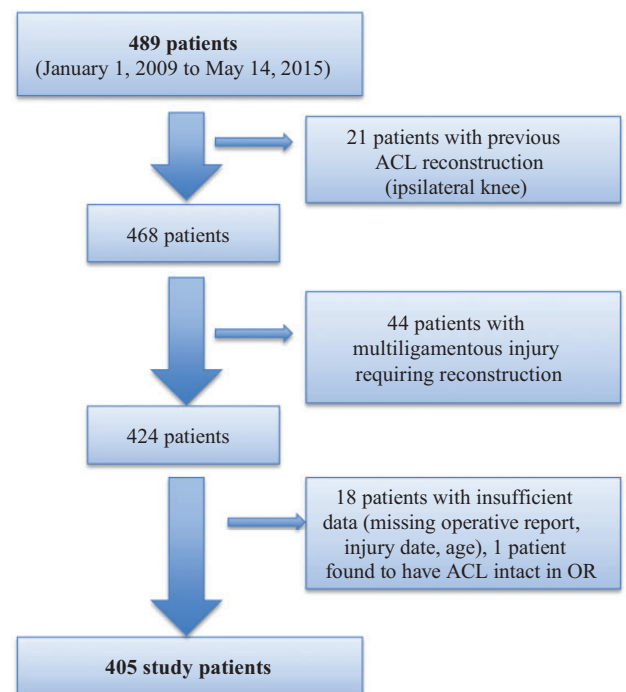 489 patients
(January 1, 2009 to May 14, 2015)
21 patients with previous
ACL reconstruction
(ipsilateral knee)
468 patients
44 patients with
multiligamentous injury
requiring reconstruction
424 patients
18 patients with insufficient
data (missing operative report,
injury date, age), 1 patient
found to have ACL intact in OR
405 study patients